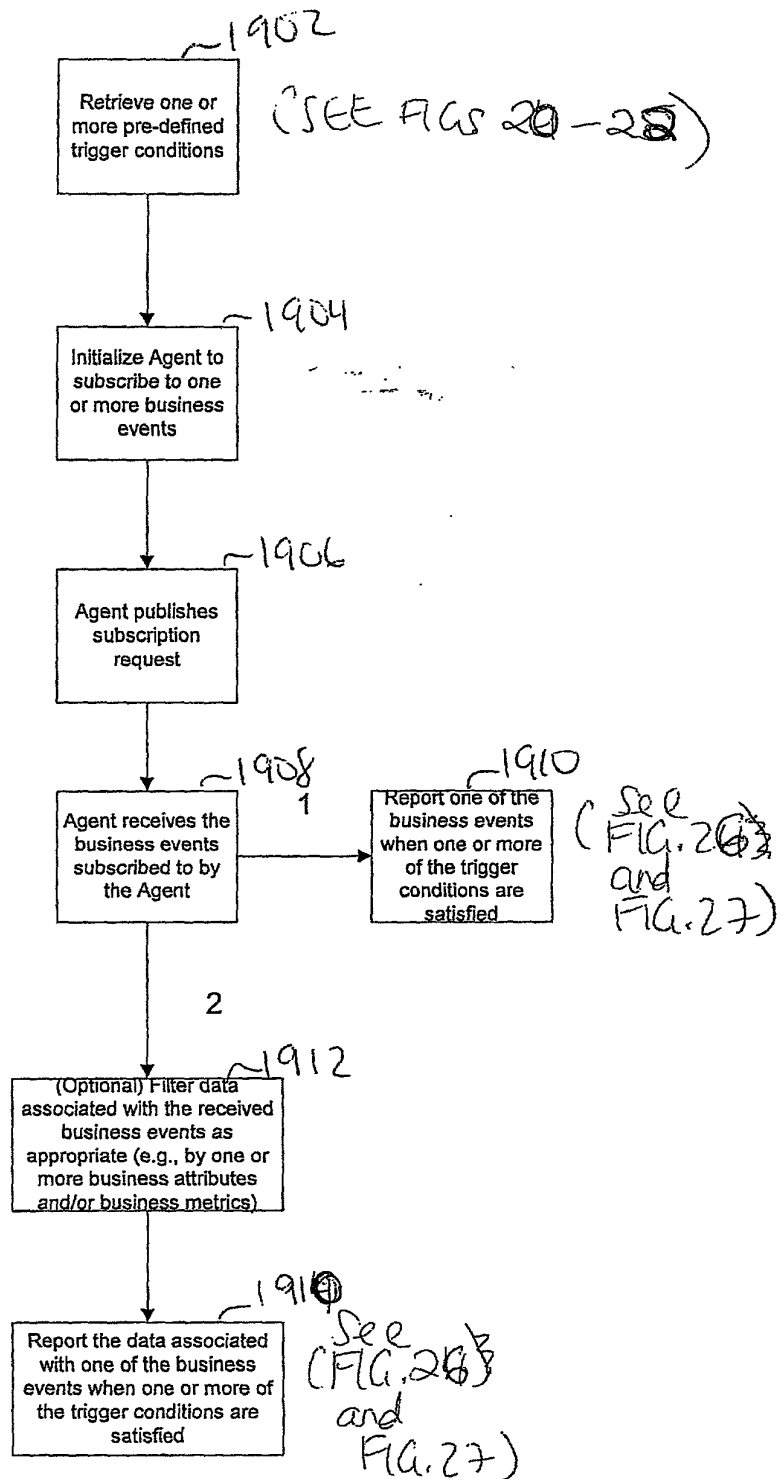 1902
Retrieve one or
more pre-defined
trigger conditions
(SEE FIGS
1904
Initialize Agent to
subscribe to one
or more business
events
1906
Agent publishes
subscription
request
1908
Agent receives the
business events
subscribed to by
the Agent
1
1910
Report one of the
business events
when one or more
of the trigger
conditions are
satisfied
(See
FIG.
and
FIG.27)
2
1912
(Optional) Filter data
associated with the received
business events as
appropriate (e.g., by one or
more business attributes
and/or business metrics)
Report the data associated
with one of the business
events when one or more of
the trigger conditions are
satisfied
See
(FIG.
and
FIG.27)